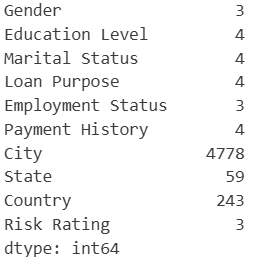 Gender 3
Education Level 4
Marital Status 4
Loan Purpose 4
Employment Status 3
Payment History 4
City 4778
State 59
Country 243
Risk Rating 3
dtype: int64